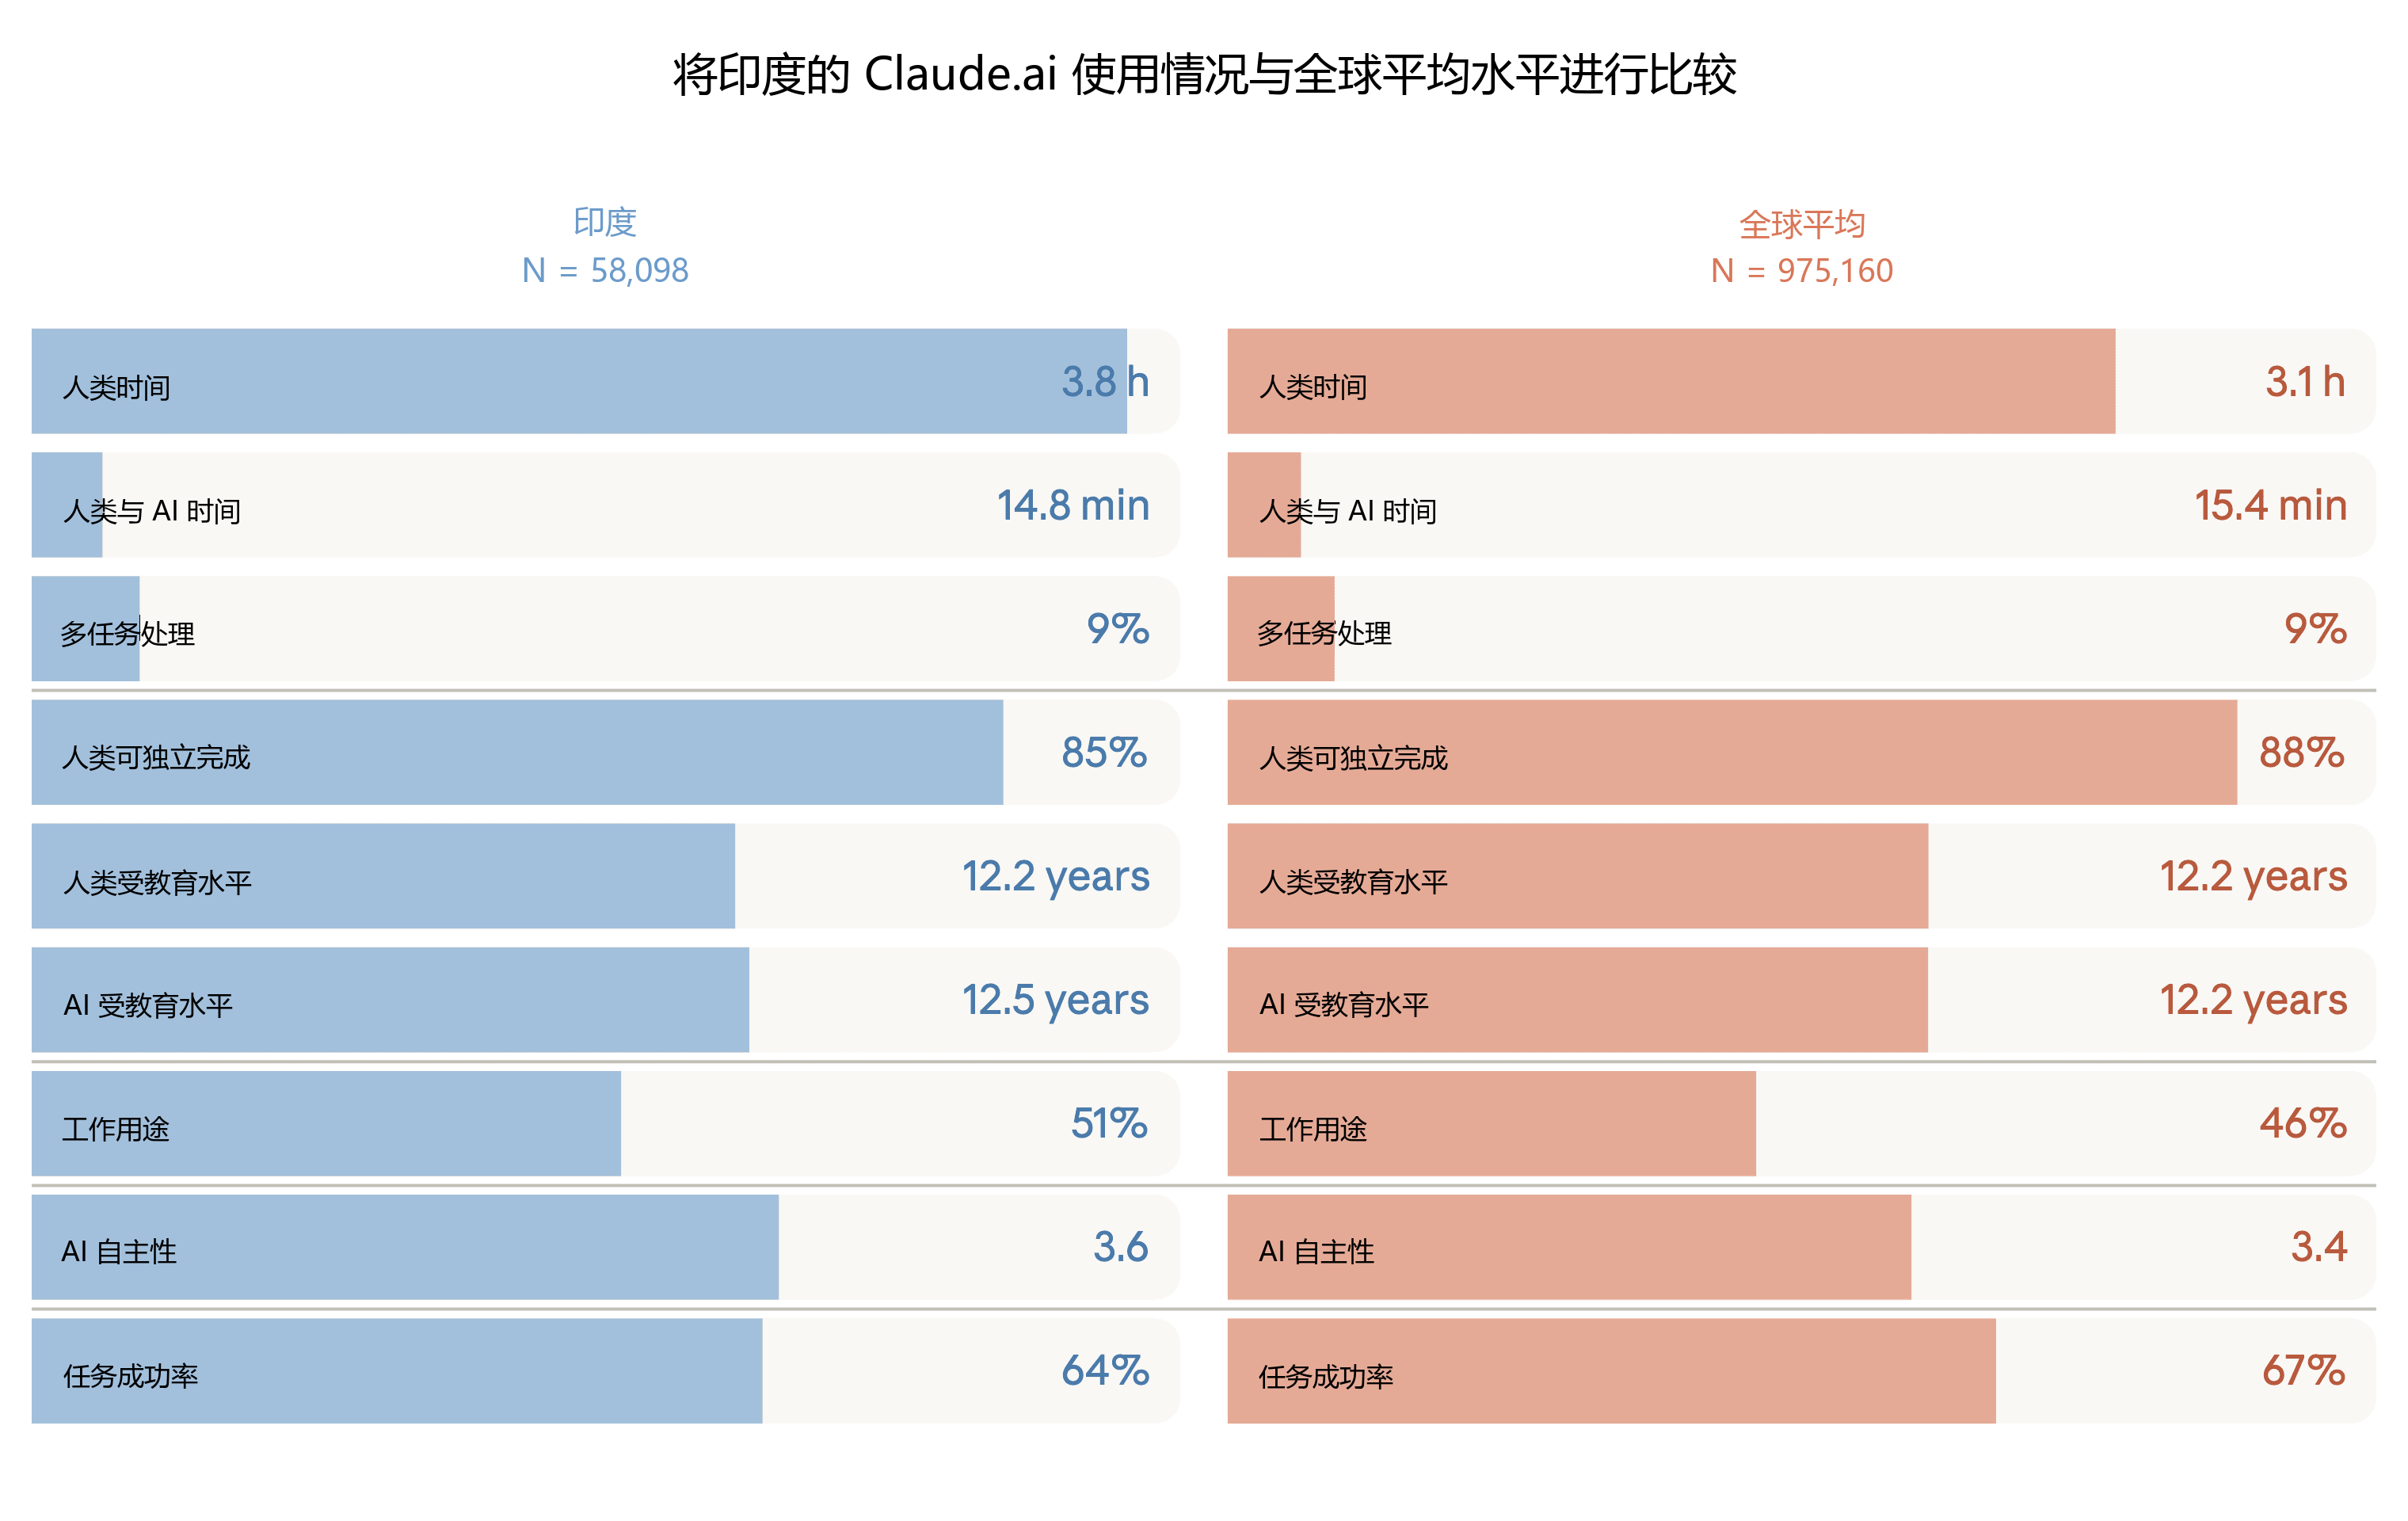 将印度的 Claude.ai 使用情况与全球平均水平进行比较
印度
N = 58,098
全球平均
N = 975,160
人类时间 3.8 h
人类时间 3.1 h
人类与 AI 时间 14.8 min
人类与 AI 时间 15.4 min
多任务处理 9%
多任务处理 9%
人类可独立完成 85%
人类可独立完成 88%
人类受教育水平 12.2 years
人类受教育水平 12.2 years
AI 受教育水平 12.5 years
AI 受教育水平 12.2 years
工作用途 51%
工作用途 46%
AI 自主性 3.6
AI 自主性 3.4
任务成功率 64%
任务成功率 67%